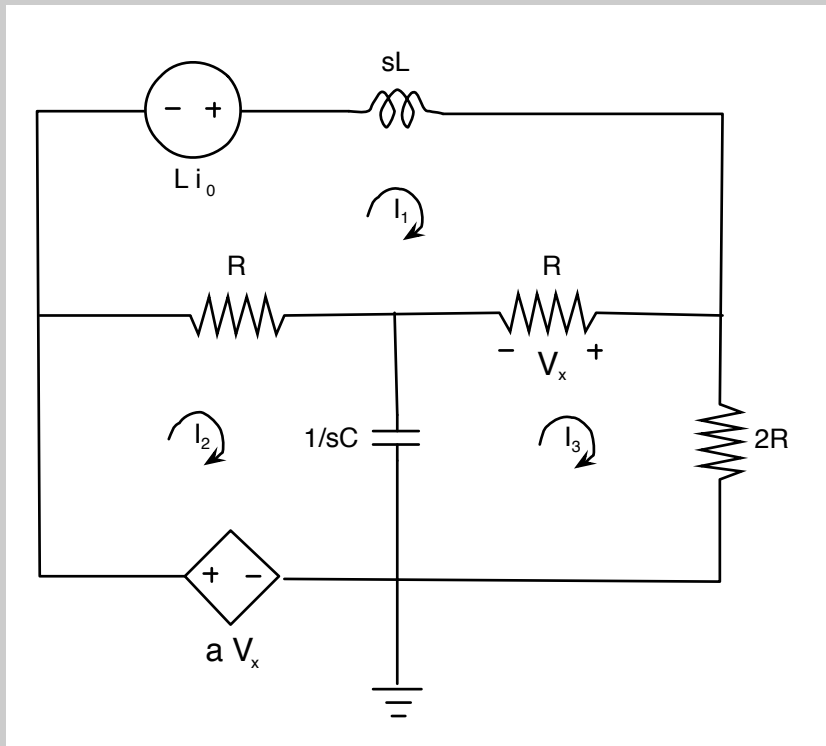 sL
− +
L i₀
I₁
R R
− +
Vₓ
I₂ 1/sC I₃ 2R
+ −
a Vₓ